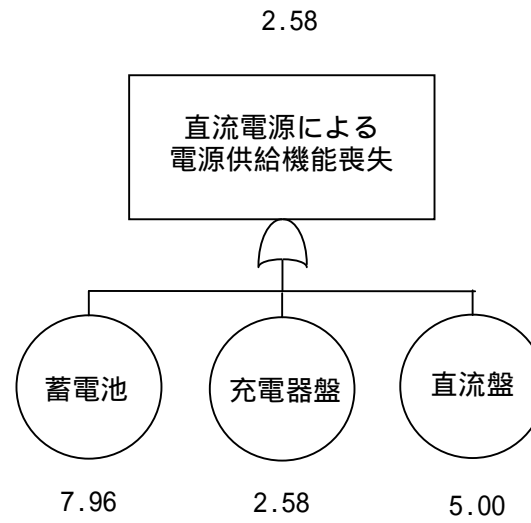 2.58
直流電源による
電源供給機能喪失
蓄電池
充電器盤
直流盤
7.96
2.58
5.00